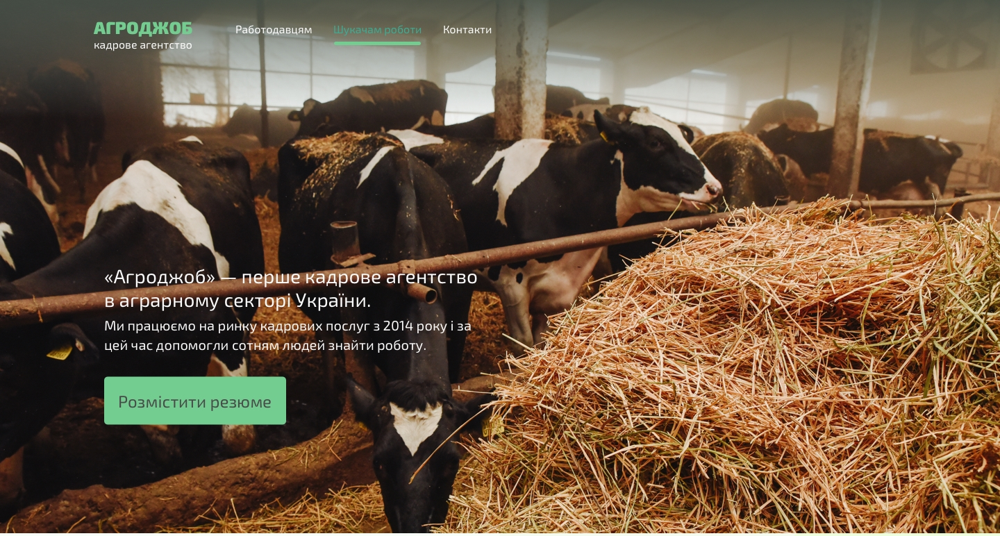 АГРОДЖОБ
кадрове агентство
Работодавцям
Шукачам роботи
Контакти
«Агроджоб» — перше кадрове агентство
в аграрному секторі України.
Ми працюємо на ринку кадрових послуг з 2014 року і за
цей час допомогли сотням людей знайти роботу.
Розмістити резюме